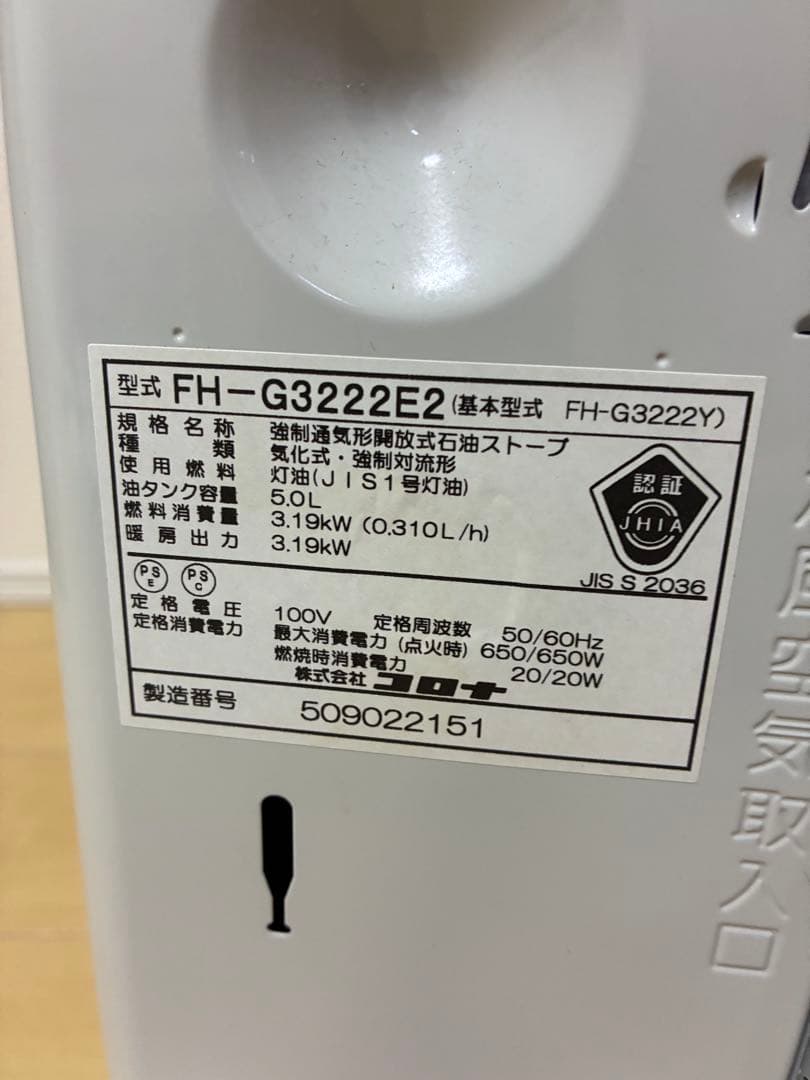 型式 FH-G3222E2(基本型式 FH-G3222Y)
規格名称 強制通気形開放式石油ストーブ
種類 気化式・強制対流形
使用燃料 灯油(JIS1号灯油)
油タンク容量 5.0L
燃料消費量 3.19kW (0.310L/h)
暖房出力 3.19kW
認証
JHIA
JIS S 2036
PS E PS C
定格電圧 100V 定格周波数 50/60Hz
定格消費電力 最大消費電力(点火時) 650/650W
燃焼時消費電力 20/20W
株式会社 コロナ
製造番号 509022151
空気取入口